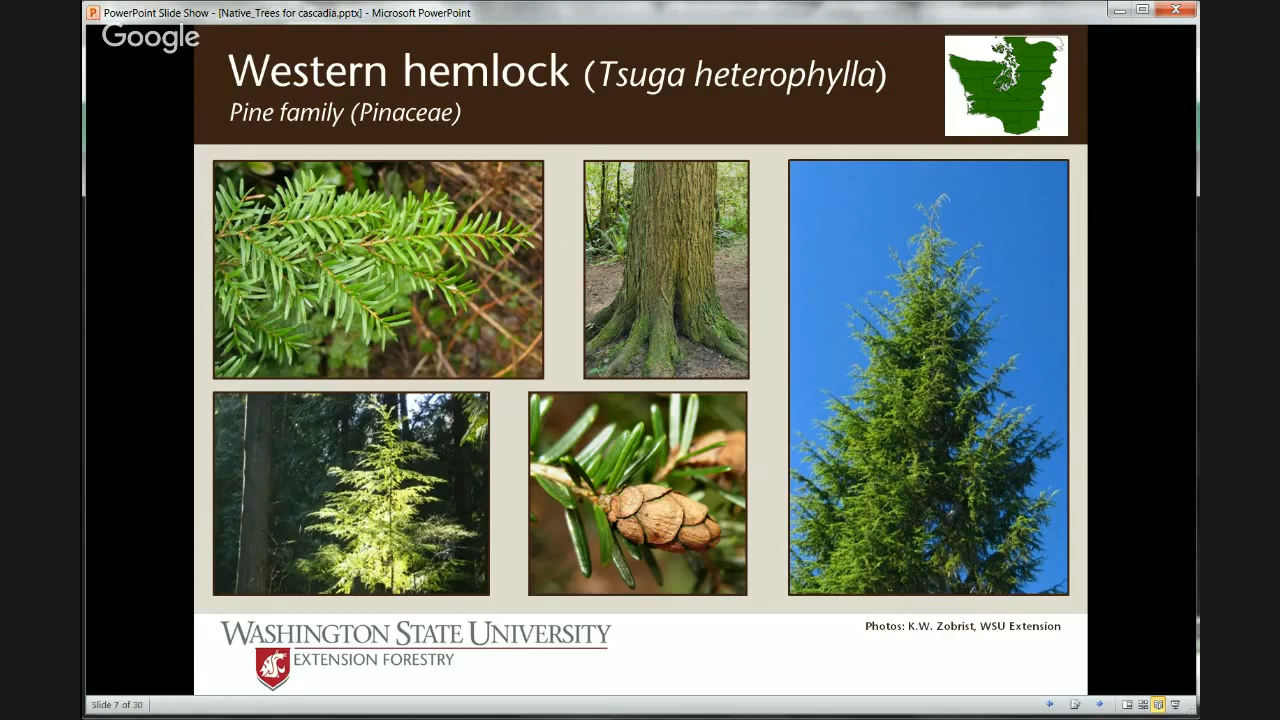 PowerPoint Slide Show - [Native_Trees for cascadia.pptx] - Microsoft PowerPoint
Google
Western hemlock (Tsuga heterophylla)
Pine family (Pinaceae)
Photos: K.W. Zobrist, WSU Extension
WASHINGTON STATE UNIVERSITY
EXTENSION FORESTRY
Slide 7 of 30